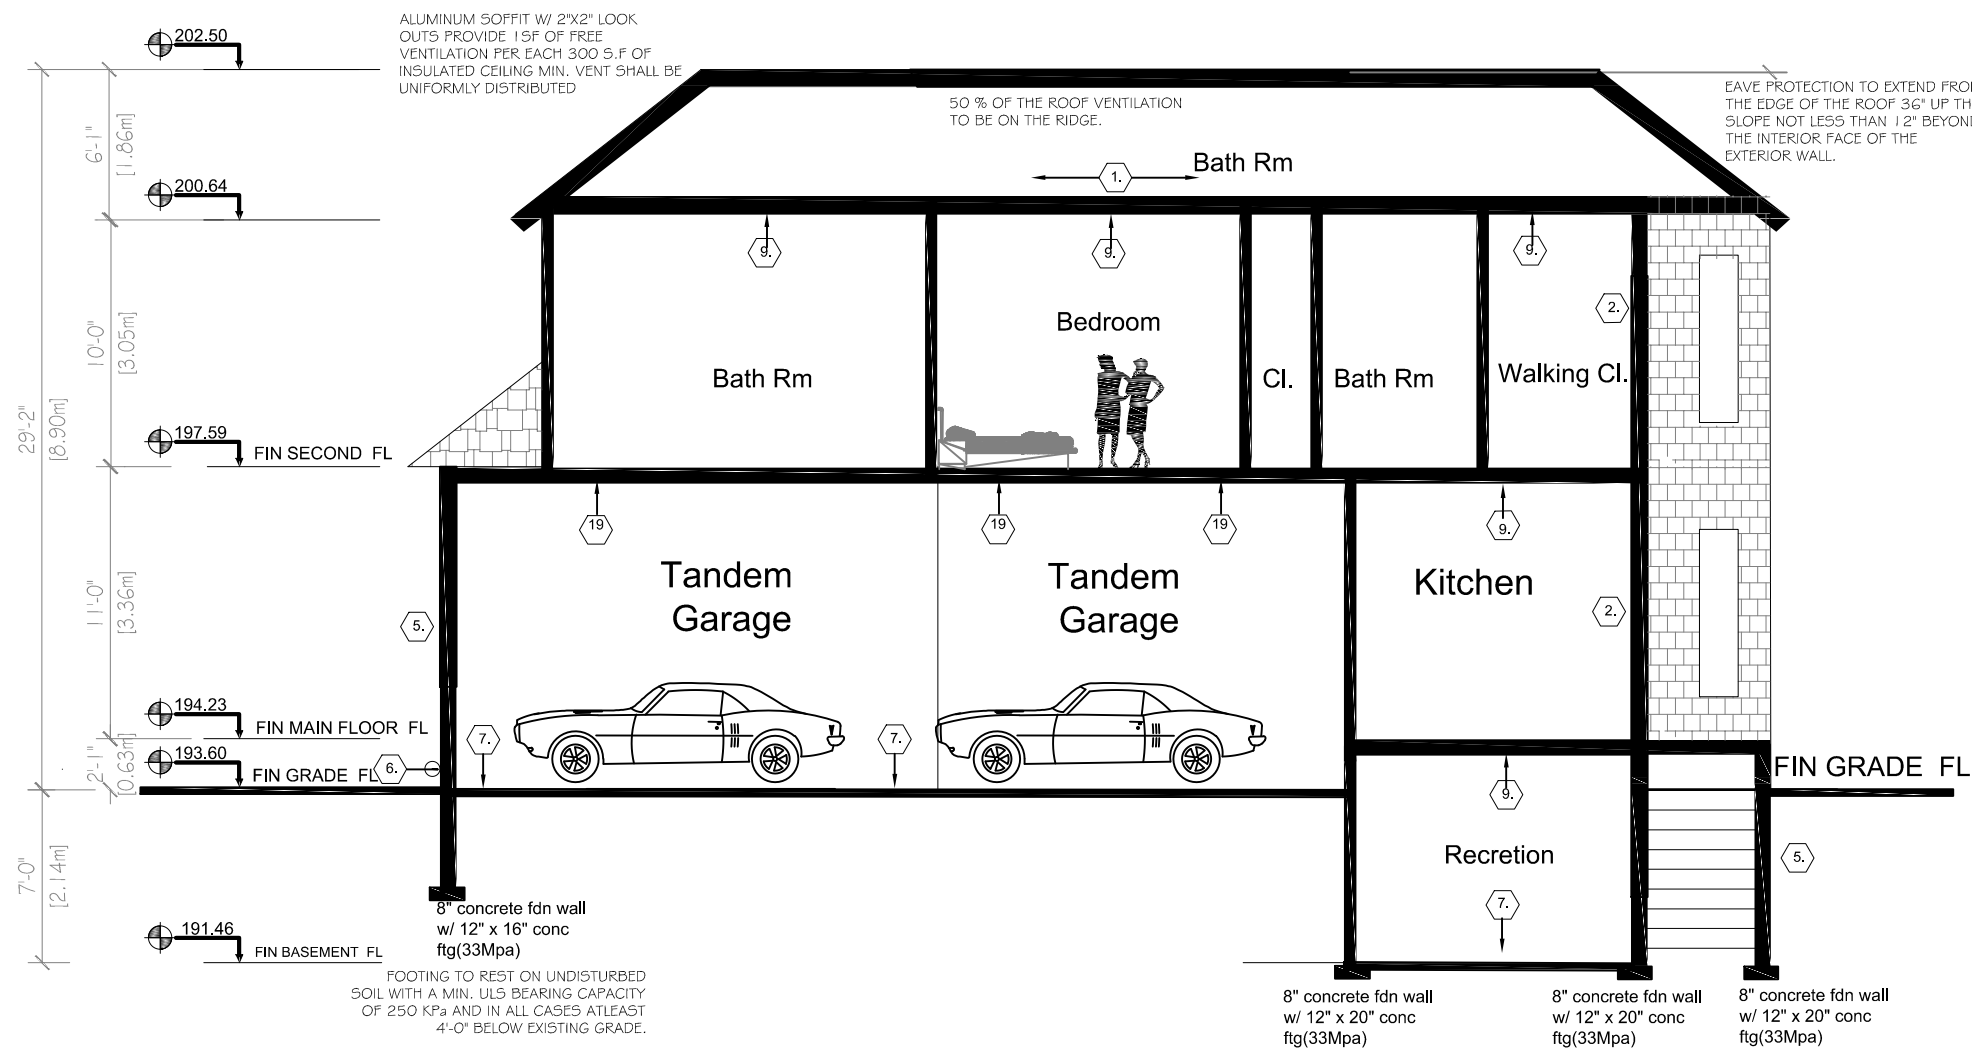 202.50
ALUMINUM SOFFIT W/ 2"X2" LOOK
OUTS PROVIDE 1SF OF FREE
VENTILATION PER EACH 300 S.F OF
INSULATED CEILING MIN. VENT SHALL BE
UNIFORMLY DISTRIBUTED
50 % OF THE ROOF VENTILATION
TO BE ON THE RIDGE.
EAVE PROTECTION TO EXTEND FRO
THE EDGE OF THE ROOF 36" UP TH
SLOPE NOT LESS THAN 12" BEYOND
THE INTERIOR FACE OF THE
EXTERIOR WALL.
6'-1"
[1.86m]
Bath Rm
1.
200.64
9.
9.
9.
2.
10'-0"
[3.05m]
Bedroom
Bath Rm
Cl.
Bath Rm
Walking Cl.
29'-2"
[8.90m]
197.59
FIN SECOND FL
19
19
19
9.
11'-0"
[3.36m]
Tandem
Garage
Tandem
Garage
Kitchen
5.
2.
194.23
FIN MAIN FLOOR FL
7.
7.
193.60
2'-1"
[0.63m]
FIN GRADE FL
6.
FIN GRADE FL
9.
7'-0"
[2.14m]
Recretion
5.
7.
191.46
FIN BASEMENT FL
8" concrete fdn wall
w/ 12" x 16" conc
ftg(33Mpa)
FOOTING TO REST ON UNDISTURBED
SOIL WITH A MIN. ULS BEARING CAPACITY
OF 250 KPa AND IN ALL CASES ATLEAST
4'-0" BELOW EXISTING GRADE.
8" concrete fdn wall
w/ 12" x 20" conc
ftg(33Mpa)
8" concrete fdn wall
w/ 12" x 20" conc
ftg(33Mpa)
8" concrete fdn wall
w/ 12" x 20" conc
ftg(33Mpa)